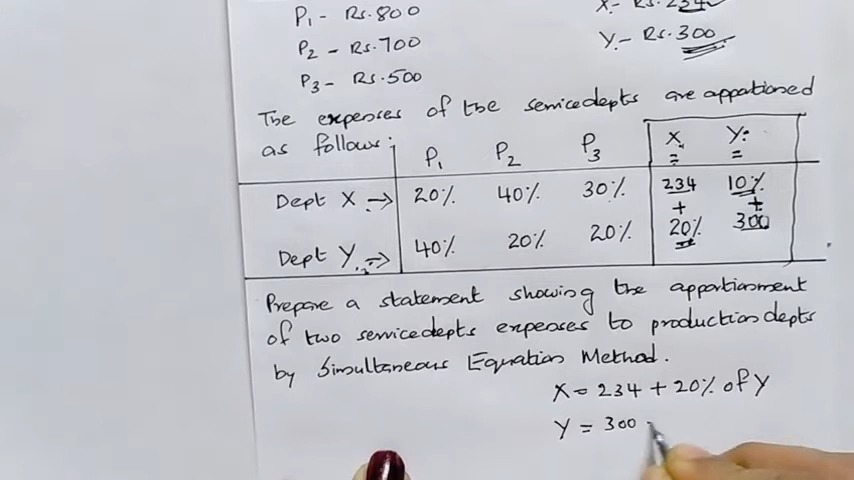 P₁ - Rs.800
X - Rs.234
P₂ - Rs.700
Y - Rs.300
P₃ - Rs.500
The expenses of the service depts are apportioned
as follows:
P₁ P₂ P₃ X Y
Dept X → 20% 40% 30% 234 10%
+ +
Dept Y → 40% 20% 20% 20% 300
Prepare a statement showing the apportionment
of two service depts expenses to production depts
by Simultaneous Equation Method.
X = 234 + 20% of Y
Y = 300